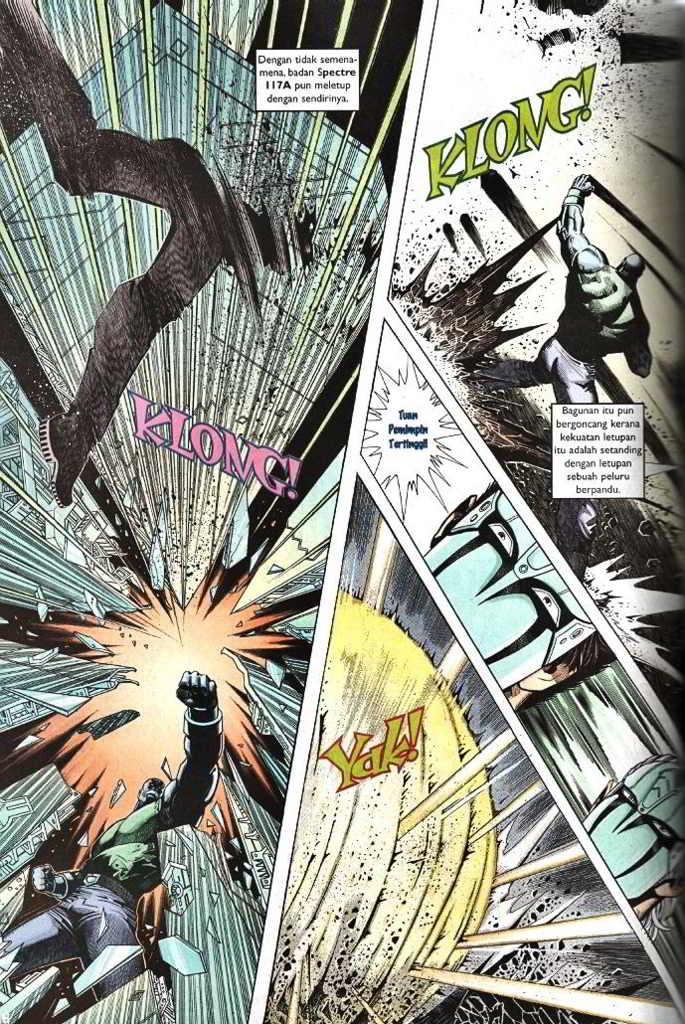 Dengan tidak semena-
mena, badan Spectre
117A pun meletup
dengan sendirinya.
KLONG!
KLONG!
Tuan
Pemimpin
Tertinggi!
Bagunan itu pun
bergoncang kerana
kekuatan letupan
itu adalah setanding
dengan letupan
sebuah peluru
berpandu.
Yak!